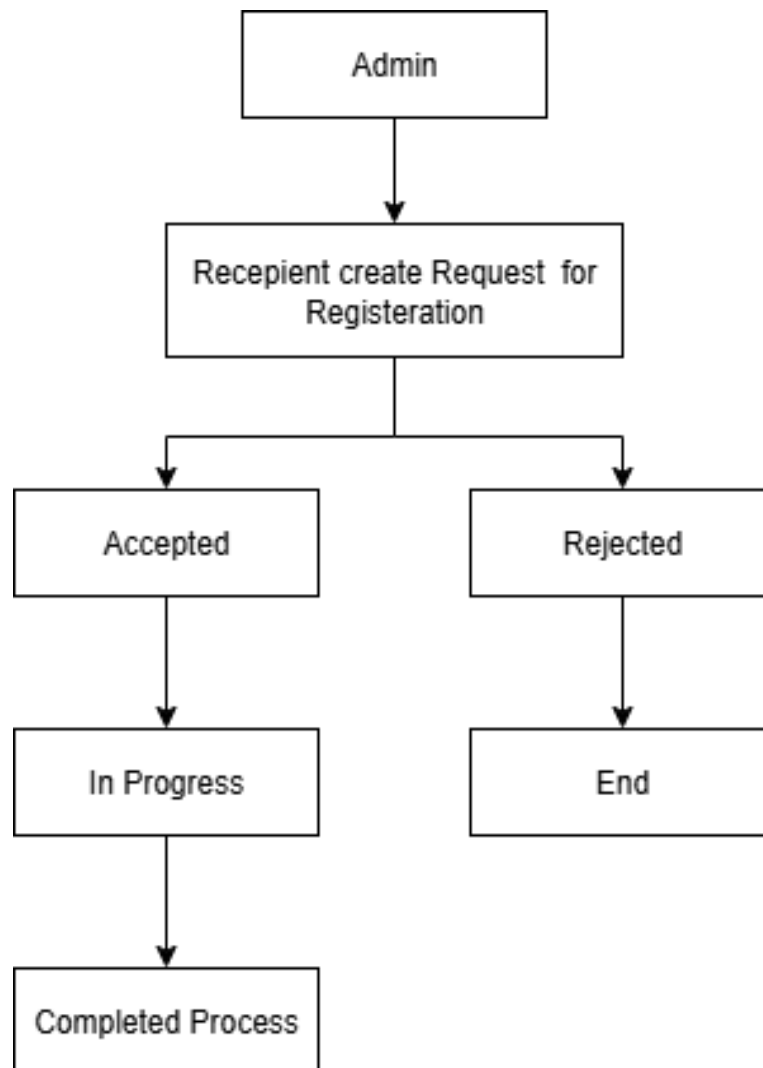 Admin
Recepient create Request  for
Registeration
Accepted
Rejected
In Progress
End
Completed Process